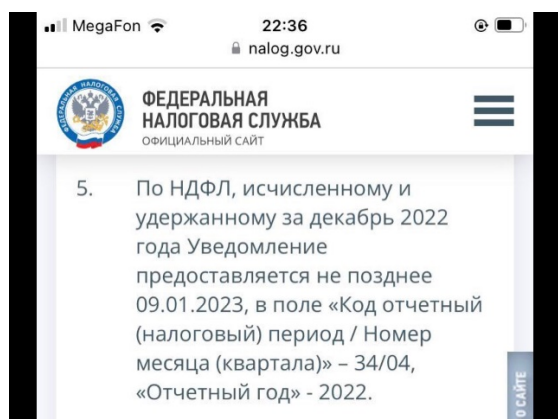 MegaFon 22:36
nalog.gov.ru
ФЕДЕРАЛЬНАЯ
НАЛОГОВАЯ СЛУЖБА
ОФИЦИАЛЬНЫЙ САЙТ
5. По НДФЛ, исчисленному и
удержанному за декабрь 2022
года Уведомление
предоставляется не позднее
09.01.2023, в поле «Код отчетный
(налоговый) период / Номер
месяца (квартала)» – 34/04,
«Отчетный год» - 2022.
О САЙТЕ